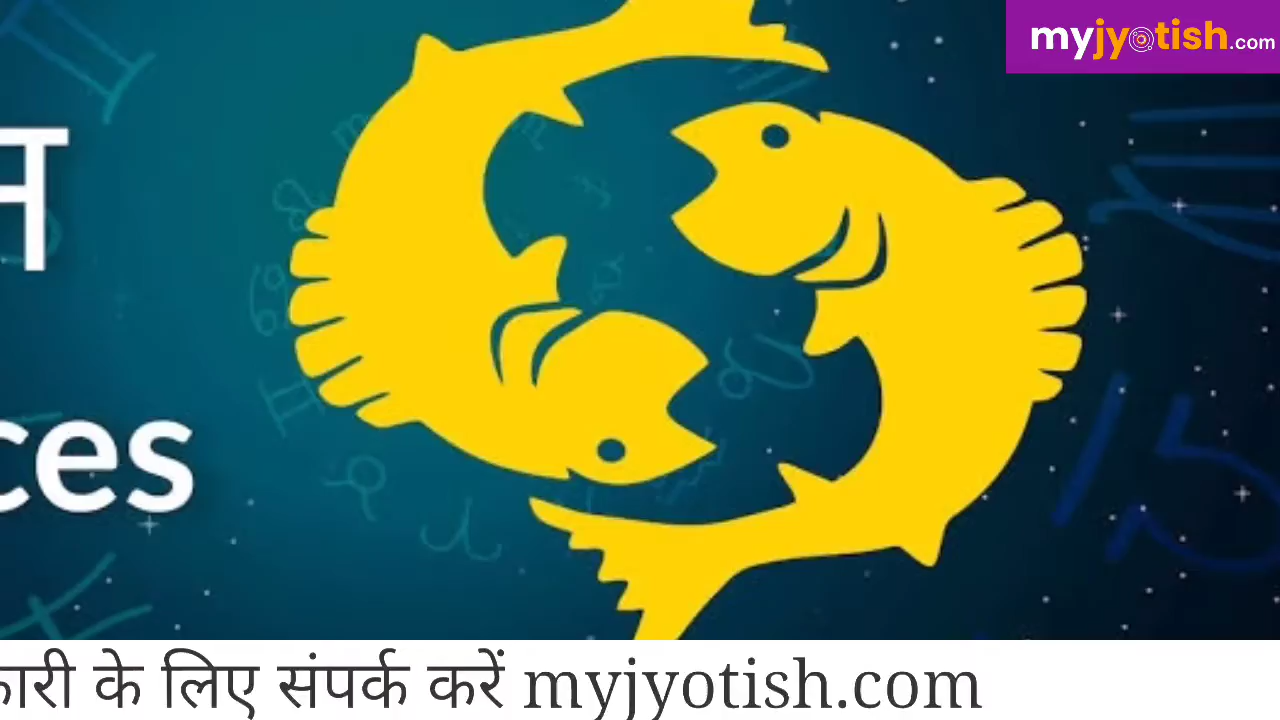 myjyotish.com
न
ces
कारी के लिए संपर्क करें myjyotish.com